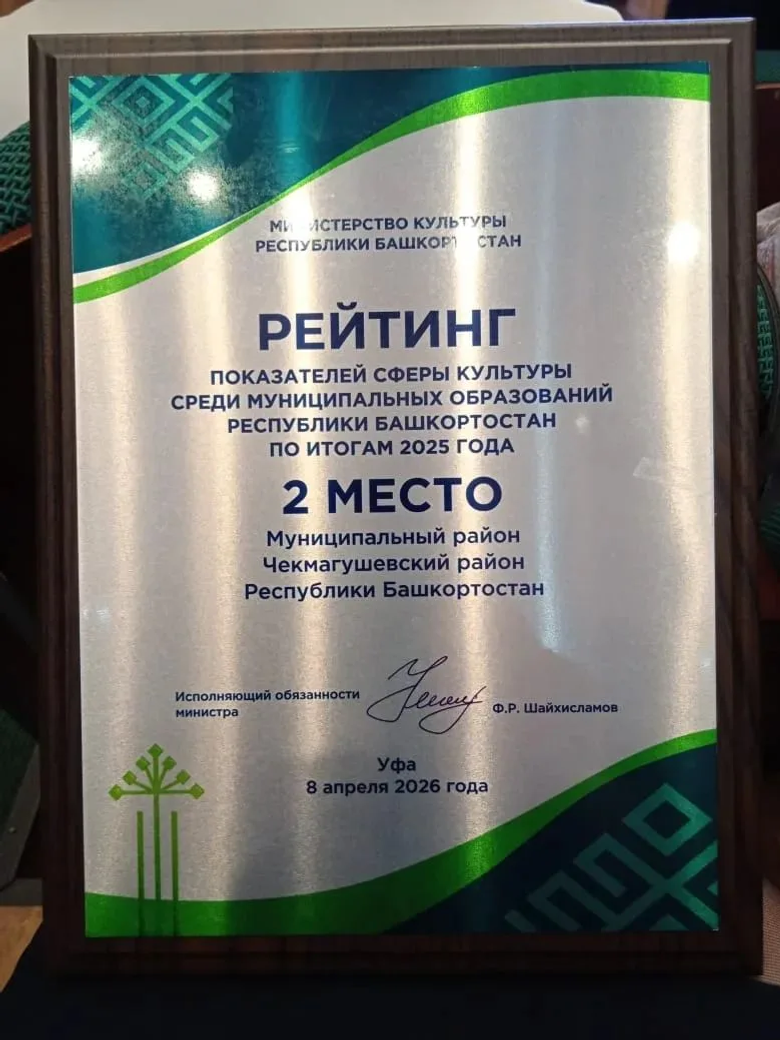 МИНИСТЕРСТВО КУЛЬТУРЫ
РЕСПУБЛИКИ БАШКОРТОСТАН
РЕЙТИНГ
ПОКАЗАТЕЛЕЙ СФЕРЫ КУЛЬТУРЫ
СРЕДИ МУНИЦИПАЛЬНЫХ ОБРАЗОВАНИЙ
РЕСПУБЛИКИ БАШКОРТОСТАН
ПО ИТОГАМ 2025 ГОДА
2 МЕСТО
Муниципальный район
Чекмагушевский район
Республики Башкортостан
Исполняющий обязанности
министра
Ф.Р. Шайхисламов
Уфа
8 апреля 2026 года